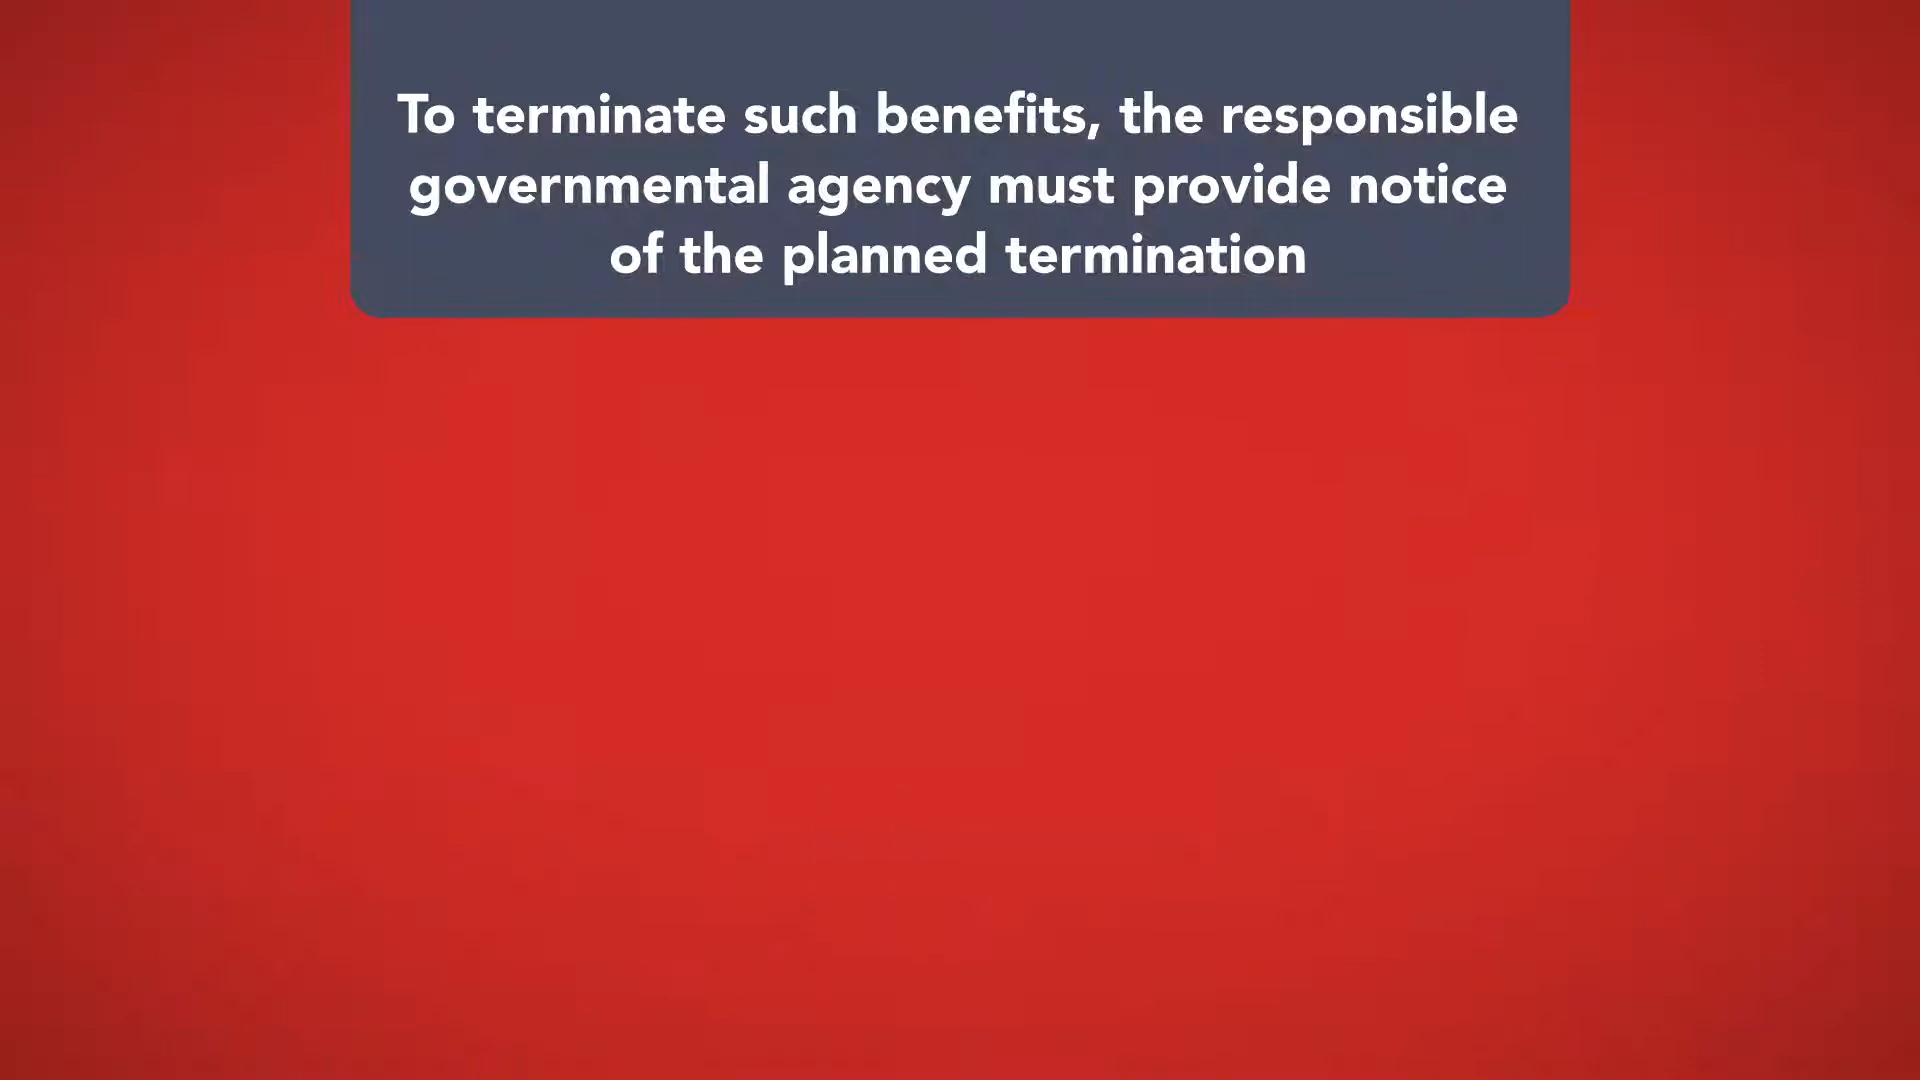 To terminate such benefits, the responsible
governmental agency must provide notice
of the planned termination